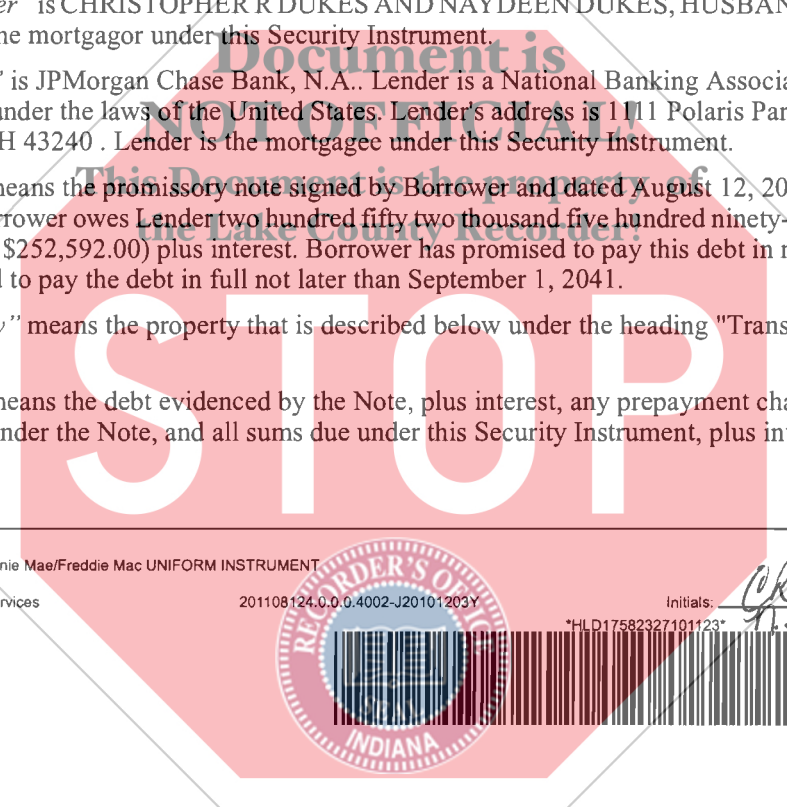 er" is CHRISTOPHER R DUKES AND NAYDEEN DUKES, HUSBAN
he mortgagor under this Security Instrument.
Document is
" is JPMorgan Chase Bank, N.A.. Lender is a National Banking Associa
under the laws of the United States. Lender's address is 1111 Polaris Par
NOT OFFICIAL!
H 43240 . Lender is the mortgagee under this Security Instrument.
This Document is the property of
neans the promissory note signed by Borrower and dated August 12, 20
the Lake County Recorder!
rrower owes Lender two hundred fifty two thousand five hundred ninety-
$252,592.00) plus interest. Borrower has promised to pay this debt in
l to pay the debt in full not later than September 1, 2041.
y" means the property that is described below under the heading "Trans
STOP
neans the debt evidenced by the Note, plus interest, any prepayment cha
nder the Note, and all sums due under this Security Instrument, plus in
nie Mae/Freddie Mac UNIFORM INSTRUMENT
rvices 201108124.0.0.0.4002-J20101203Y Initials:
*HLD17582327101123*
RECORDER'S OFFICE
SEAL
INDIANA